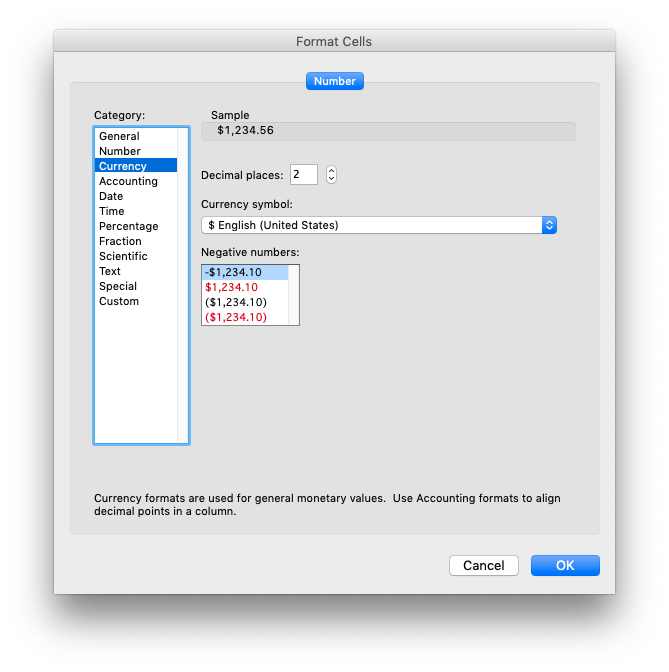 Format Cells
Number
Category:
General
Number
Currency
Accounting
Date
Time
Percentage
Fraction
Scientific
Text
Special
Custom
Sample
$1,234.56
Decimal places: 2
Currency symbol:
$ English (United States)
Negative numbers:
-$1,234.10
$1,234.10
($1,234.10)
($1,234.10)
Currency formats are used for general monetary values.  Use Accounting formats to align
decimal points in a column.
Cancel
OK